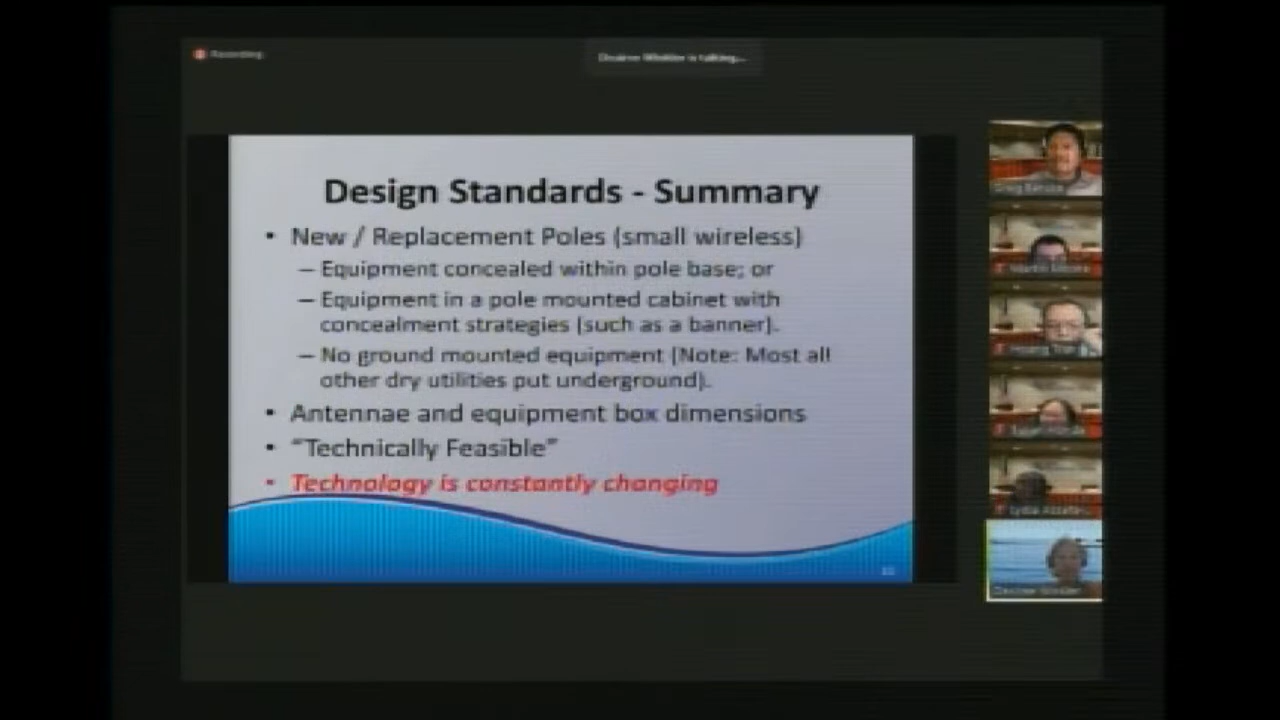 Recording
is talking...
Design Standards - Summary
• New / Replacement Poles (small wireless)
– Equipment concealed within pole base; or
– Equipment in a pole mounted cabinet with
concealment strategies (such as a banner).
– No ground mounted equipment (Note: Most all
other dry utilities put underground).
• Antennae and equipment box dimensions
• "Technically Feasible"
• Technology is constantly changing